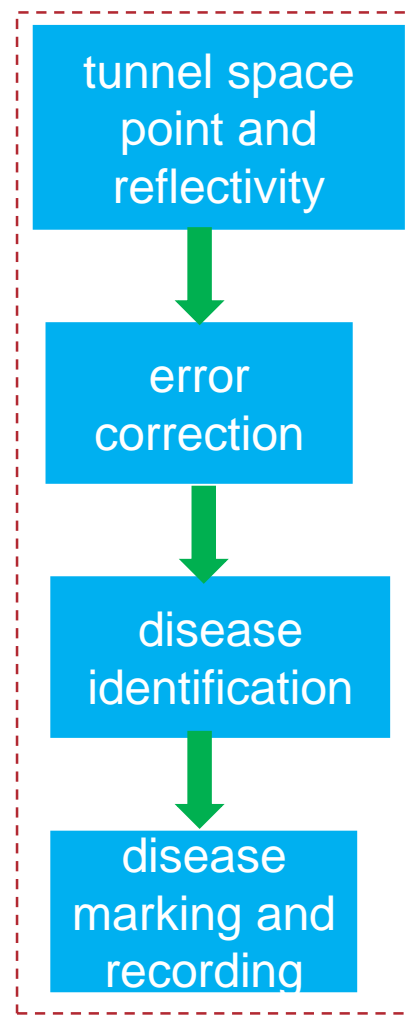 tunnel space
point and
reflectivity
error
correction
disease
identification
disease
marking and
recording